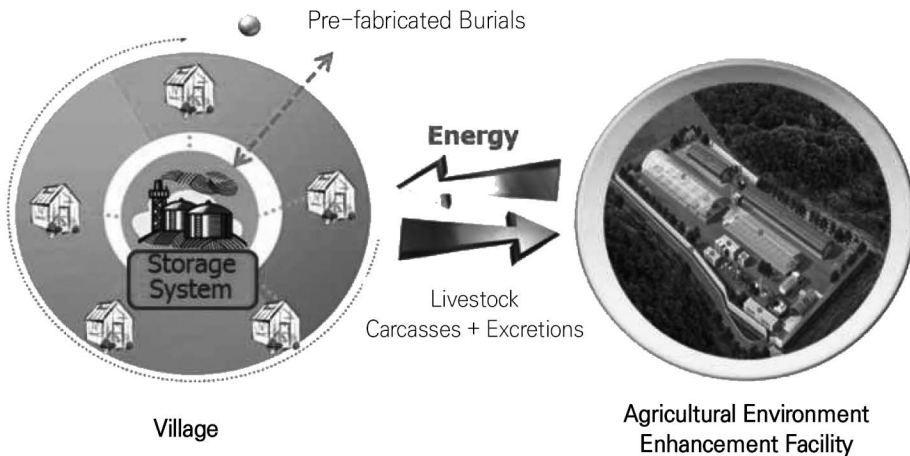 Pre-fabricated Burials
Energy
Storage
System
Livestock
Carcasses + Excretions
Village
Agricultural Environment
Enhancement Facility